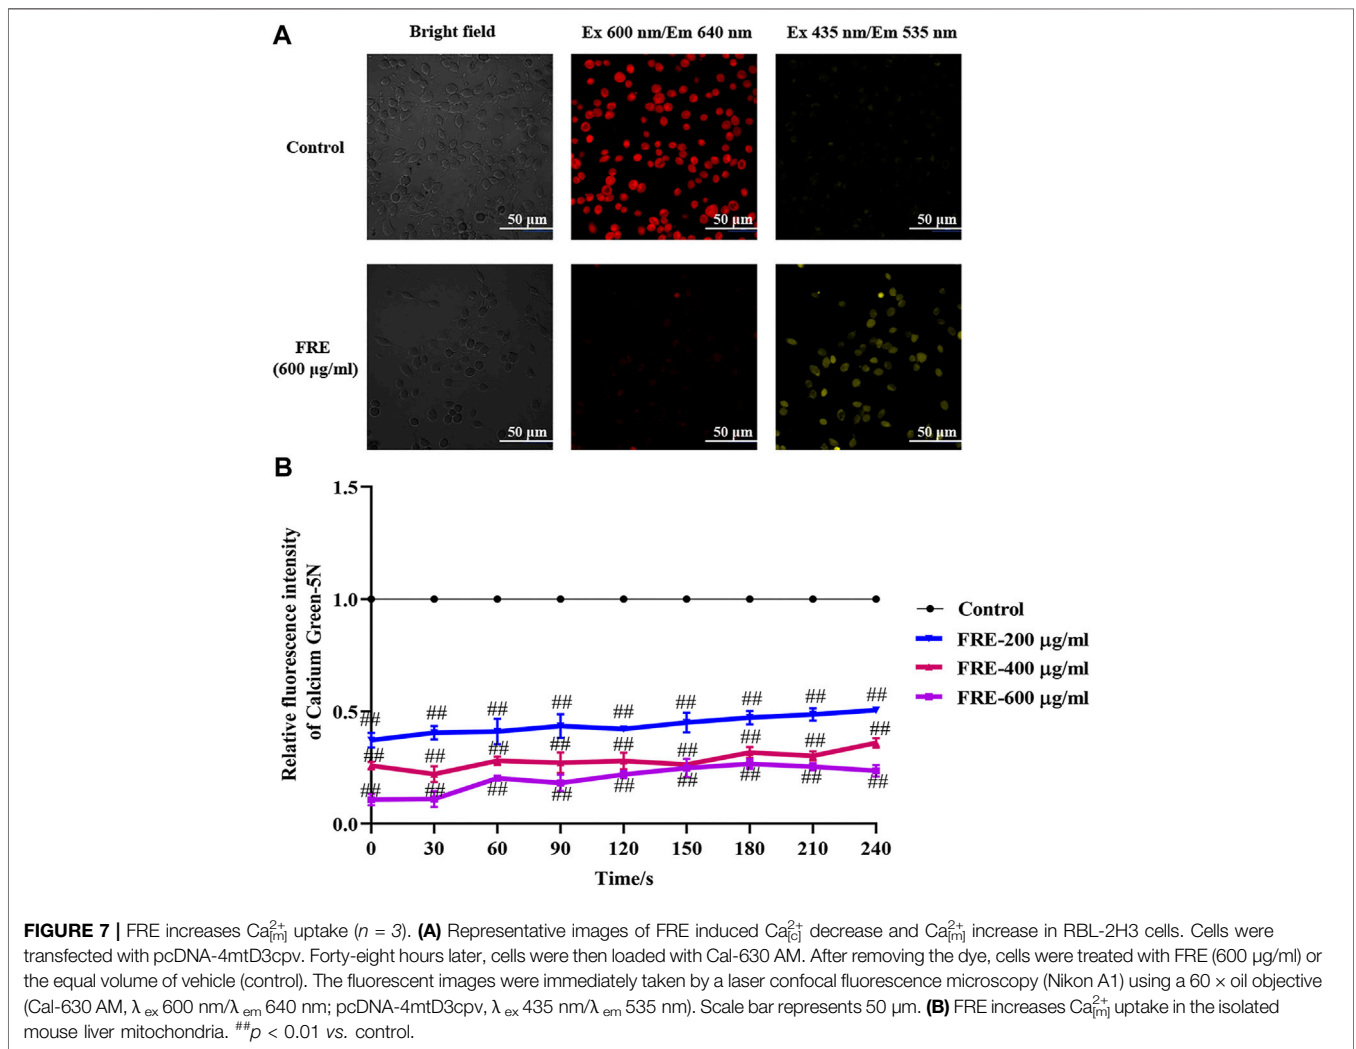 A
Bright field
Ex 600 nm/Em 640 nm
Ex 435 nm/Em 535 nm
Control
50 µm
50 µm
50 µm
FRE
(600 µg/ml)
50 µm
50 µm
50 µm
B
Relative fluorescence intensity
of Calcium Green-5N
1.5
1.0
0.5
0.0
## ## ## ## ## ## ## ## ##
## ## ## ## ## ## ## ## ##
## ## ## ## ## ## ## ## ##
0 30 60 90 120 150 180 210 240
Time/s
Control
FRE-200 µg/ml
FRE-400 µg/ml
FRE-600 µg/ml
FIGURE 7 | FRE increases Ca2+[m] uptake (n = 3). (A) Representative images of FRE induced Ca2+[c] decrease and Ca2+[m] increase in RBL-2H3 cells. Cells were
transfected with pcDNA-4mtD3cpv. Forty-eight hours later, cells were then loaded with Cal-630 AM. After removing the dye, cells were treated with FRE (600 µg/ml) or
the equal volume of vehicle (control). The fluorescent images were immediately taken by a laser confocal fluorescence microscopy (Nikon A1) using a 60 × oil objective
(Cal-630 AM, λ ex 600 nm/λ em 640 nm; pcDNA-4mtD3cpv, λ ex 435 nm/λ em 535 nm). Scale bar represents 50 µm. (B) FRE increases Ca2+[m] uptake in the isolated
mouse liver mitochondria. ##p < 0.01 vs. control.